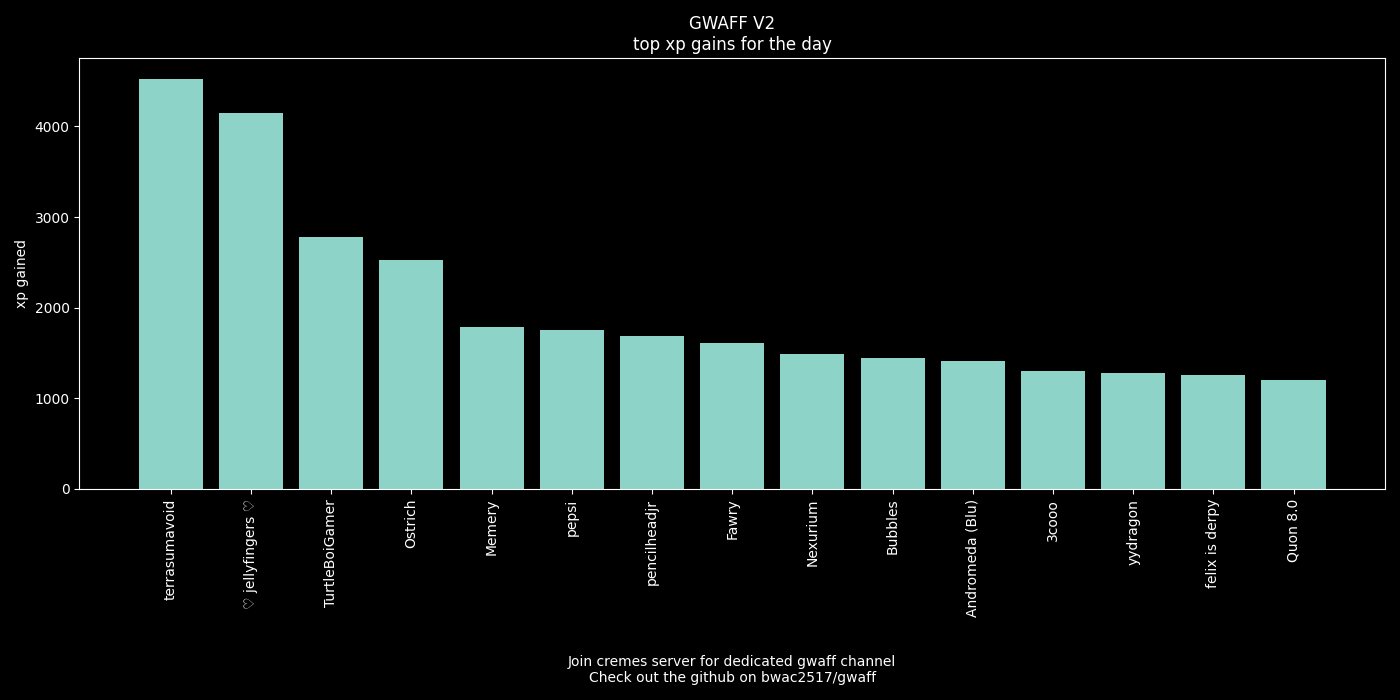 GWAFF V2
top xp gains for the day
xp gained
4000
3000
2000
1000
0
terrasumavoid
♡ jellyfingers ♡
TurtleBoiGamer
Ostrich
Memery
pepsi
pencilheadjr
Fawry
Nexurium
Bubbles
Andromeda (Blu)
3cooo
yydragon
felix is derpy
Quon 8.0
Join cremes server for dedicated gwaff channel
Check out the github on bwac2517/gwaff